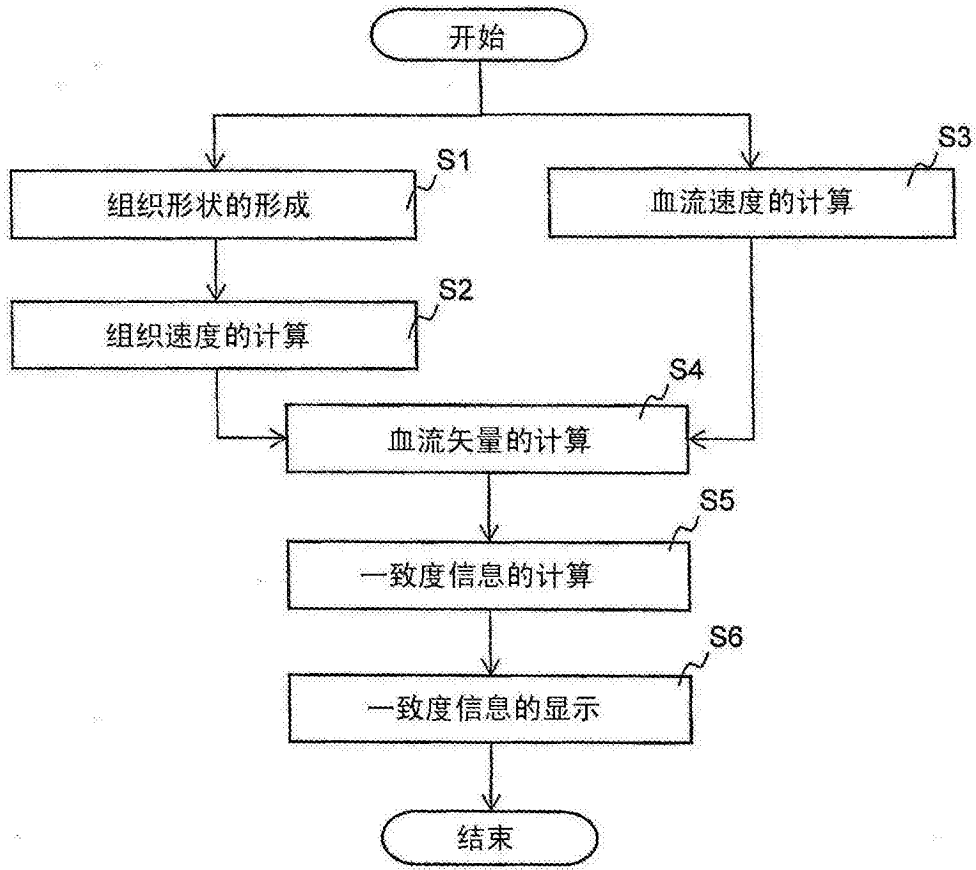 开始
S1
组织形状的形成
S3
血流速度的计算
S2
组织速度的计算
S4
血流矢量的计算
S5
一致度信息的计算
S6
一致度信息的显示
结束